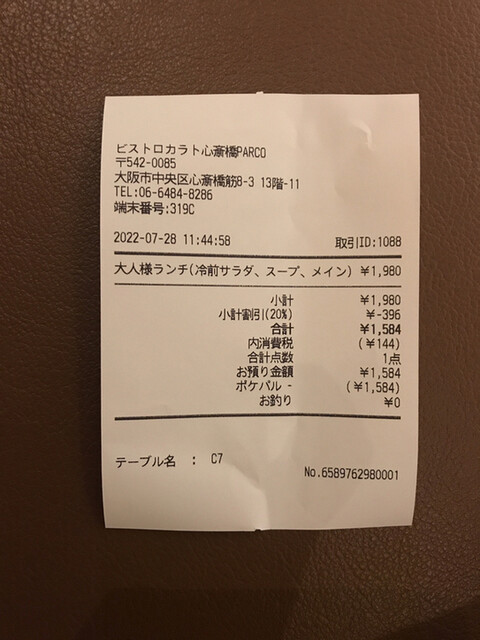 ビストロカラト心斎橋PARCO
〒542-0085
大阪市中央区心斎橋筋8-3 13階-11
TEL:06-6484-8286
端末番号:319C
2022-07-28 11:44:58 取引ID:1088
大人様ランチ(冷前サラダ、スープ、メイン) ¥1,980
小計 ¥1,980
小計割引(20%) ¥-396
合計 ¥1,584
内消費税 (¥144)
合計点数 1点
お預り金額 ¥1,584
ポケパル - (¥1,584)
お釣り ¥0
テーブル名 : C7
No.6589762980001